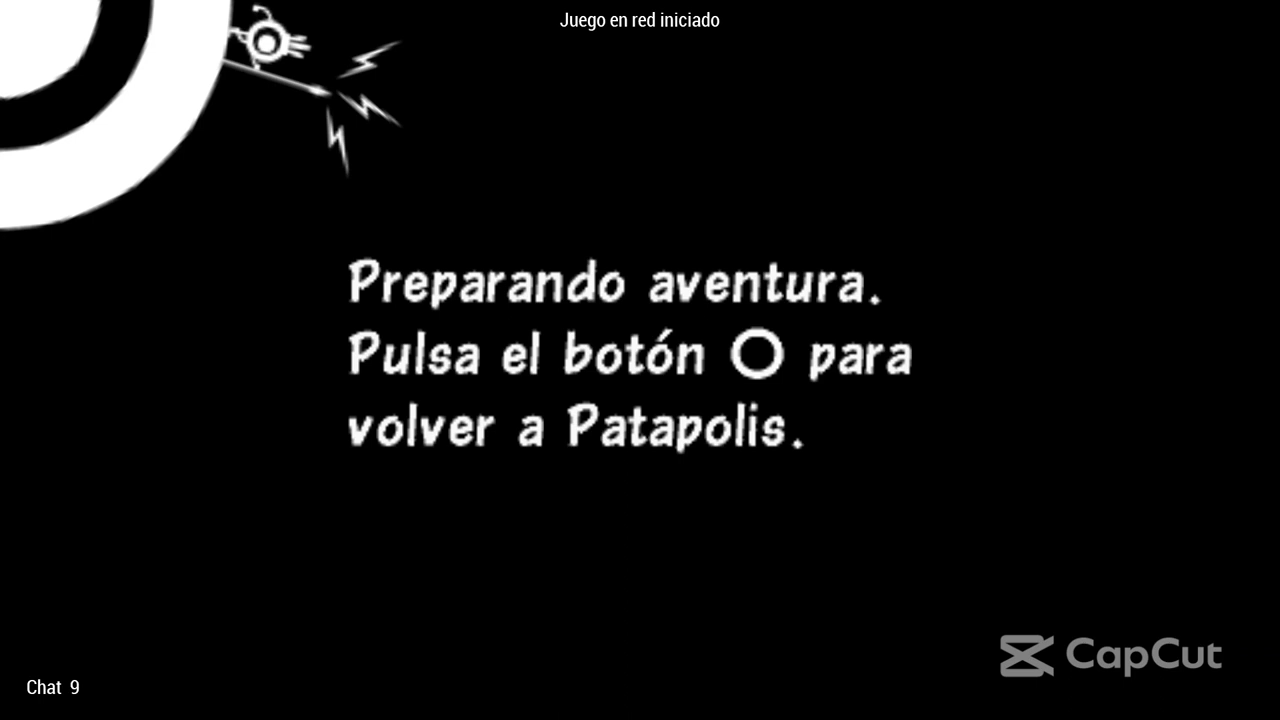 Juego en red iniciado
Preparando aventura.
Pulsa el botón O para
volver a Patapolis.
CapCut
Chat 9